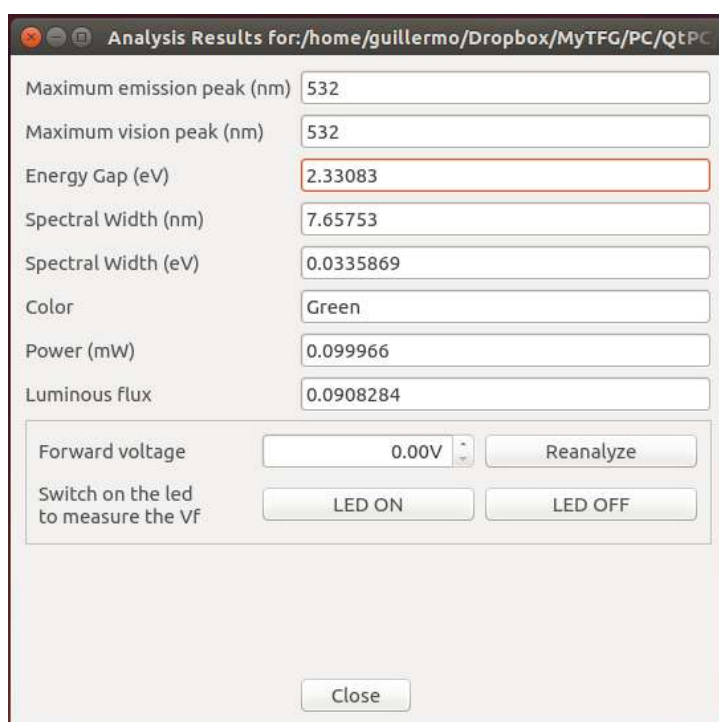 Analysis Results for:/home/guillermo/Dropbox/MyTFG/PC/QtPC
Maximum emission peak (nm) 532
Maximum vision peak (nm) 532
Energy Gap (eV) 2.33083
Spectral Width (nm) 7.65753
Spectral Width (eV) 0.0335869
Color Green
Power (mW) 0.099966
Luminous flux 0.0908284
Forward voltage 0.00V Reanalyze
Switch on the led
to measure the Vf LED ON LED OFF
Close